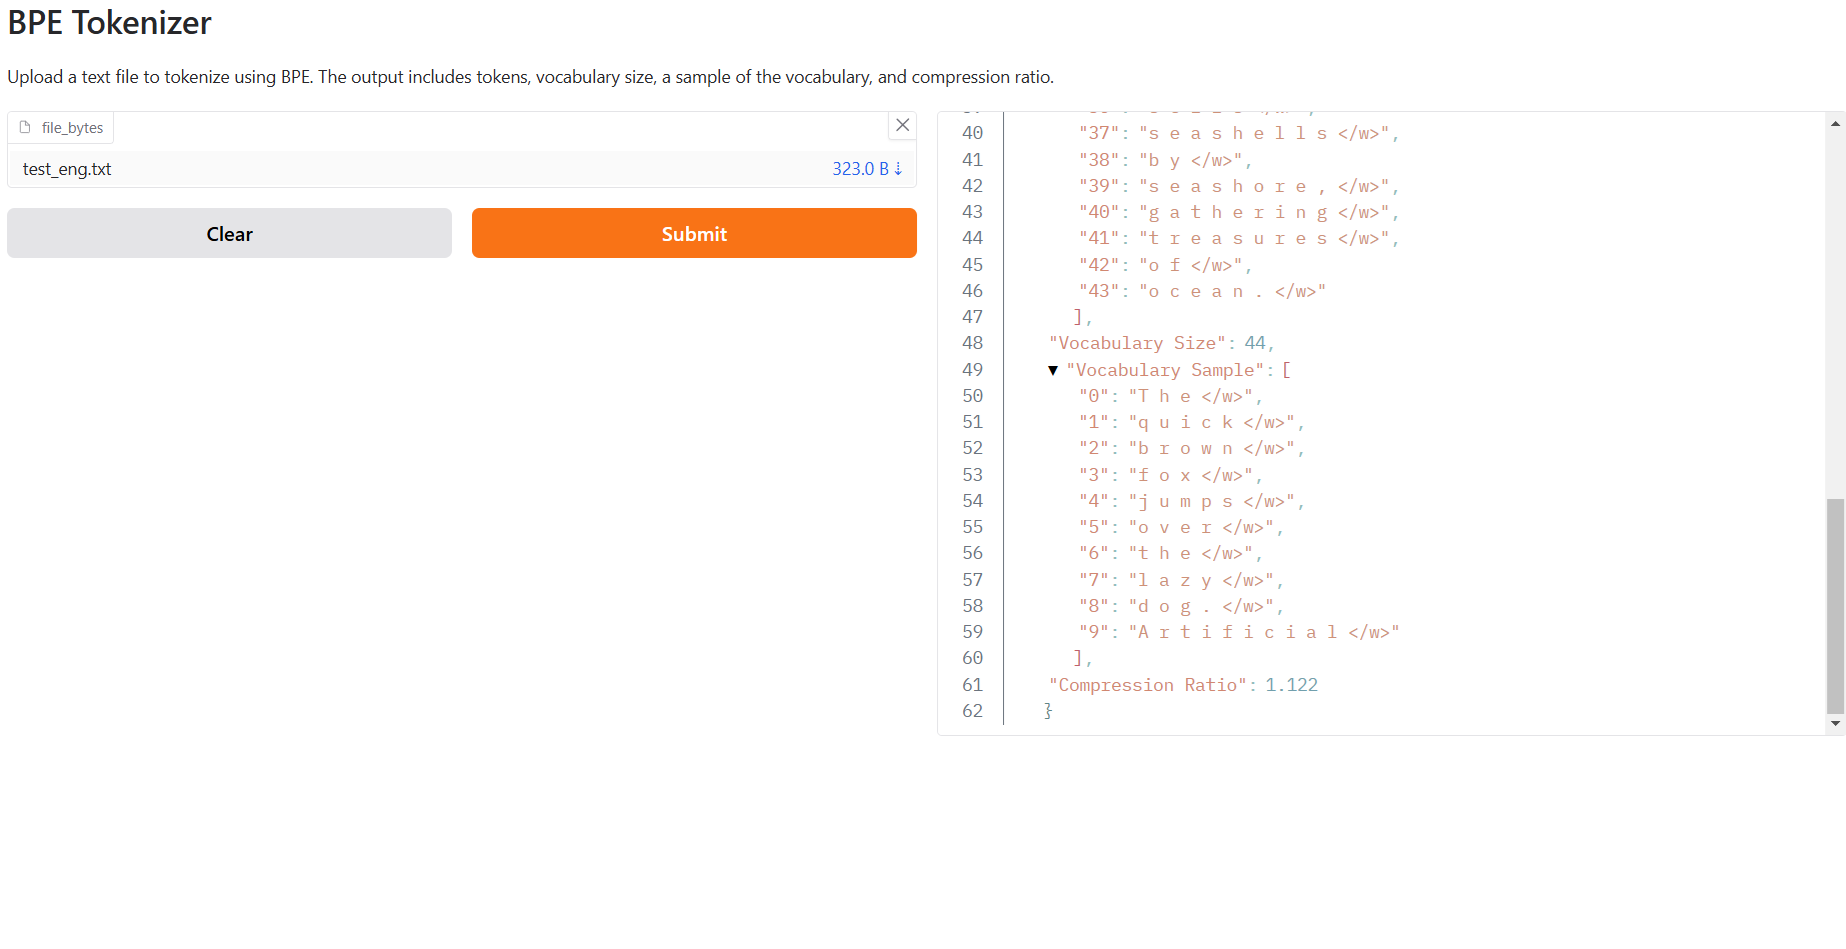 BPE Tokenizer
Upload a text file to tokenize using BPE. The output includes tokens, vocabulary size, a sample of the vocabulary, and compression ratio.
file_bytes
test_eng.txt 323.0 B ⇣
Clear
Submit
40 "37": "s e a s h e l l s </w>",
41 "38": "b y </w>",
42 "39": "s e a s h o r e , </w>",
43 "40": "g a t h e r i n g </w>",
44 "41": "t r e a s u r e s </w>",
45 "42": "o f </w>",
46 "43": "o c e a n . </w>"
47 ],
48 "Vocabulary Size": 44,
49 ▼ "Vocabulary Sample": [
50 "0": "T h e </w>",
51 "1": "q u i c k </w>",
52 "2": "b r o w n </w>",
53 "3": "f o x </w>",
54 "4": "j u m p s </w>",
55 "5": "o v e r </w>",
56 "6": "t h e </w>",
57 "7": "l a z y </w>",
58 "8": "d o g . </w>",
59 "9": "A r t i f i c i a l </w>"
60 ],
61 "Compression Ratio": 1.122
62 }